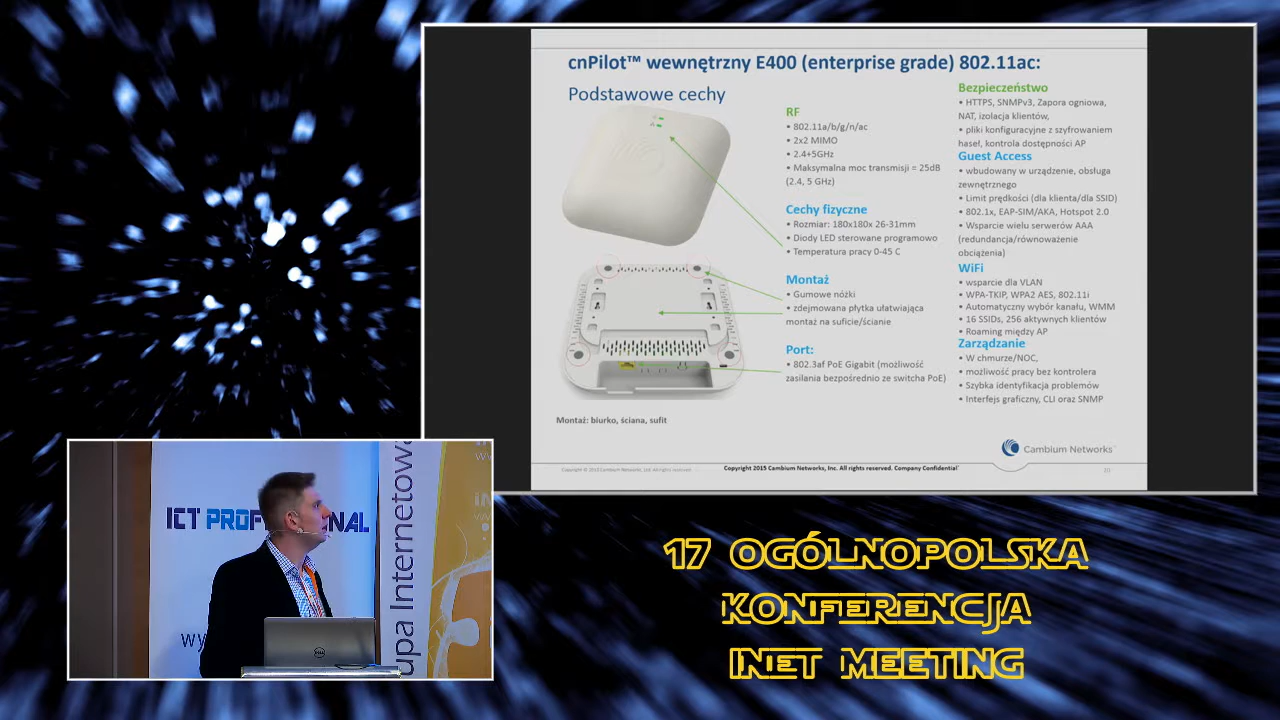 cnPilot™ wewnętrzny E400 (enterprise grade) 802.11ac:
Podstawowe cechy
RF
• 802.11a/b/g/n/ac
• 2x2 MIMO
• 2.4+5GHz
• Maksymalna moc transmisji = 25dB
(2.4, 5 GHz)
Cechy fizyczne
• Rozmiar: 180x180x 26-31mm
• Diody LED sterowane programowo
• Temperatura pracy 0-45 C
Montaż
• Gumowe nóżki
• zdejmowana płytka ułatwiająca
montaż na suficie/ścianie
Port:
• 802.3af PoE Gigabit (możliwość
zasilania bezpośrednio ze switcha PoE)
Montaż: biurko, ściana, sufit
Bezpieczeństwo
• HTTPS, SNMPv3, Zapora ogniowa,
NAT, izolacja klientów,
• pliki konfiguracyjne z szyfrowaniem
haseł, kontrola dostępności AP
Guest Access
• wbudowany w urządzenie, obsługa
zewnętrznego
• Limit prędkości (dla klienta/dla SSID)
• 802.1x, EAP-SIM/AKA, Hotspot 2.0
• Wsparcie wielu serwerów AAA
(redundancja/równoważenie
obciążenia)
WiFi
• wsparcie dla VLAN
• WPA-TKIP, WPA2 AES, 802.11i
• Automatyczny wybór kanału, WMM
• 16 SSIDs, 256 aktywnych klientów
• Roaming między AP
Zarządzanie
• W chmurze/NOC,
• możliwość pracy bez kontrolera
• Szybka identyfikacja problemów
• Interfejs graficzny, CLI oraz SNMP
Cambium Networks™
Copyright 2015 Cambium Networks, Inc. All rights reserved. Company Confidential
ICT PROF NAL
upa Internetowa
wy
DELL
17 OGÓLNOPOLSKA
KONFERENCJA
INET MEETING